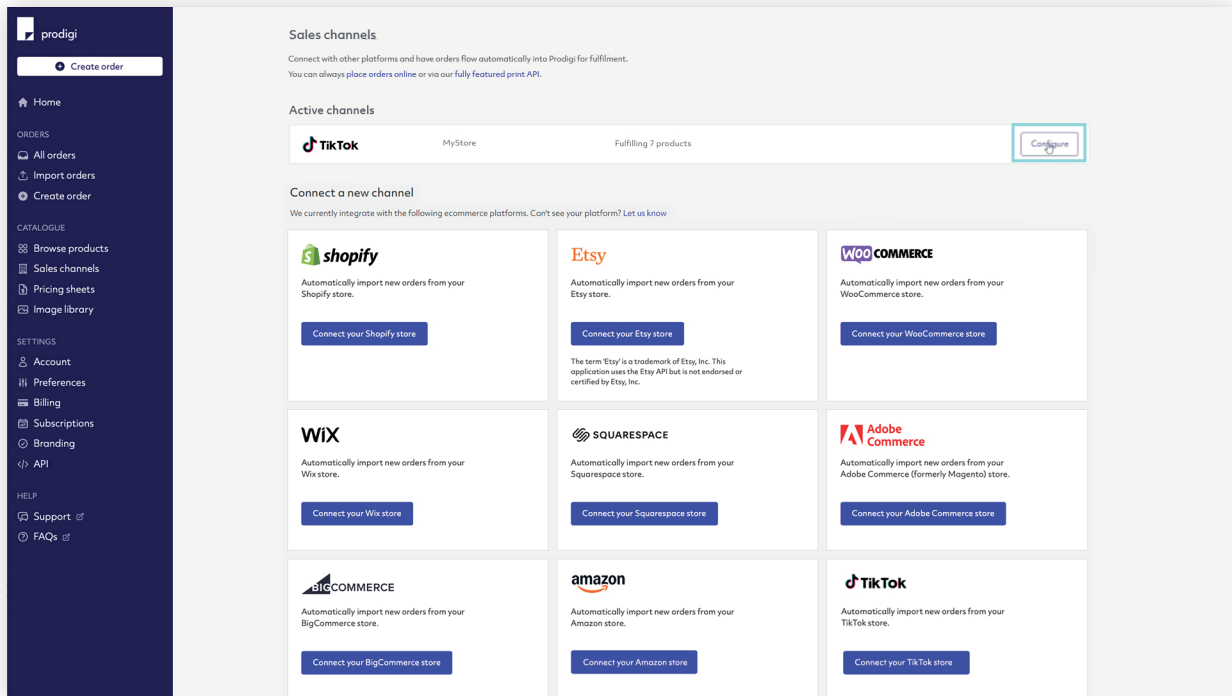 prodigi
Create order
Home
ORDERS
All orders
Import orders
Create order
CATALOGUE
Browse products
Sales channels
Pricing sheets
Image library
SETTINGS
Account
Preferences
Billing
Subscriptions
Branding
API
HELP
Support
FAQs
Sales channels
Connect with other platforms and have orders flow automatically into Prodigi for fulfilment.
You can always place orders online or via our fully featured print API.
Active channels
TikTok MyStore Fulfilling 7 products Configure
Connect a new channel
We currently integrate with the following ecommerce platforms. Can't see your platform? Let us know
shopify
Automatically import new orders from your
Shopify store.
Connect your Shopify store
Etsy
Automatically import new orders from your
Etsy store.
Connect your Etsy store
The term 'Etsy' is a trademark of Etsy, Inc. This
application uses the Etsy API but is not endorsed or
certified by Etsy, Inc.
WOO COMMERCE
Automatically import new orders from your
WooCommerce store.
Connect your WooCommerce store
WiX
Automatically import new orders from your
Wix store.
Connect your Wix store
SQUARESPACE
Automatically import new orders from your
Squarespace store.
Connect your Squarespace store
Adobe
Commerce
Automatically import new orders from your
Adobe Commerce (formerly Magento) store.
Connect your Adobe Commerce store
BIGCOMMERCE
Automatically import new orders from your
BigCommerce store.
Connect your BigCommerce store
amazon
Automatically import new orders from your
Amazon store.
Connect your Amazon store
TikTok
Automatically import new orders from your
TikTok store.
Connect your TikTok store